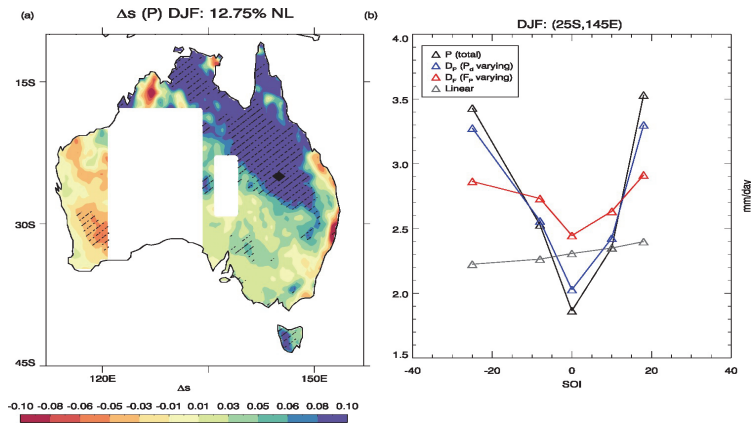 (a)
Δs (P) DJF: 12.75% NL
15S
30S
45S
120E
150E
Δs
-0.10 -0.08 -0.06 -0.05 -0.03 -0.01 0.01 0.03 0.05 0.06 0.08 0.10
(b)
DJF: (25S,145E)
P (total)
D_P (P_d varying)
D_F (F_P varying)
Linear
4.0
3.5
3.0
2.5
2.0
1.5
mm/day
-40 -20 0 20 40
SOI